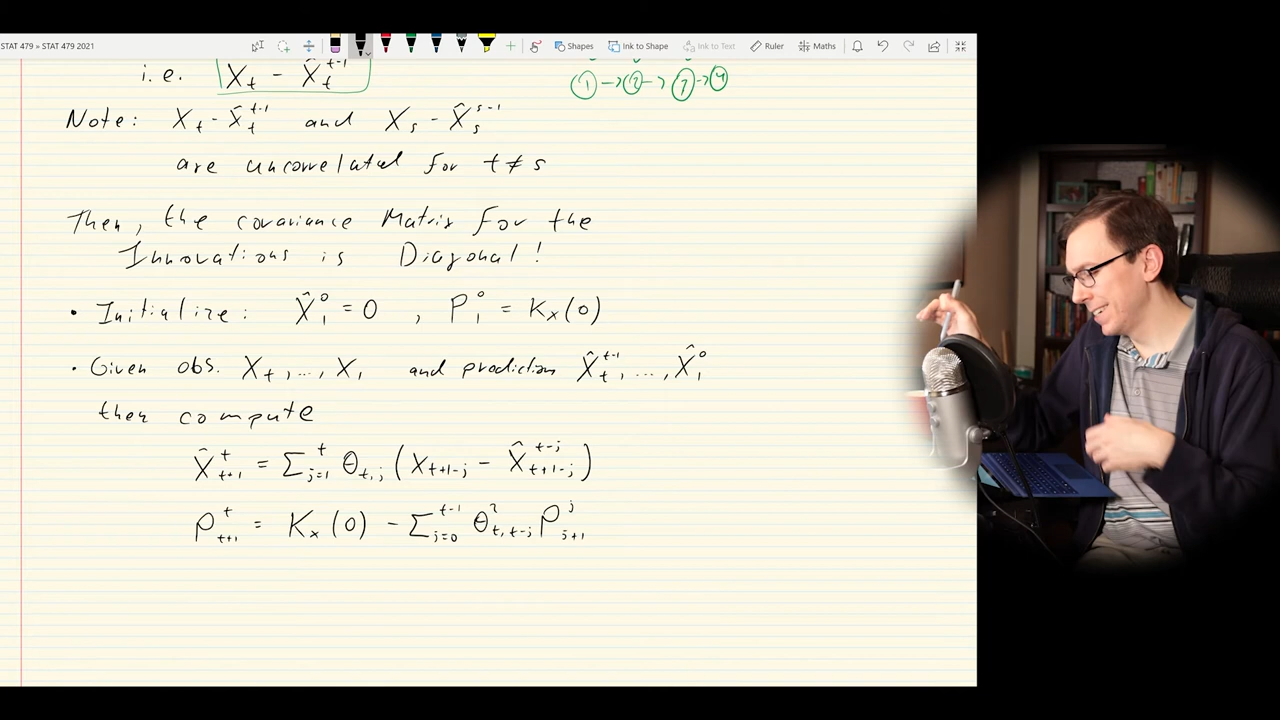 STAT 479 » STAT 479 2021
Shapes Ink to Shape Ink to Text Ruler Maths
i.e. X_t - X̂_t^{t-1}
1 → 2 → 3 → 4
Note: X_t - X̂_t^{t-1} and X_s - X̂_s^{s-1}
are uncorrelated for t ≠ s
Then, the covariance Matrix for the
Innovations is Diagonal!
• Initialize: X̂_1^0 = 0 , P_1^0 = K_X(0)
• Given obs. X_t, ..., X_1 and prediction X̂_t^{t-1}, ..., X̂_1^0
then compute
X̂_{t+1}^t = Σ_{j=1}^t θ_{t,j} (X_{t+1-j} - X̂_{t+1-j}^{t-j})
P_{t+1}^t = K_X(0) - Σ_{j=0}^{t-1} θ²_{t,t-j} P_{j+1}^j